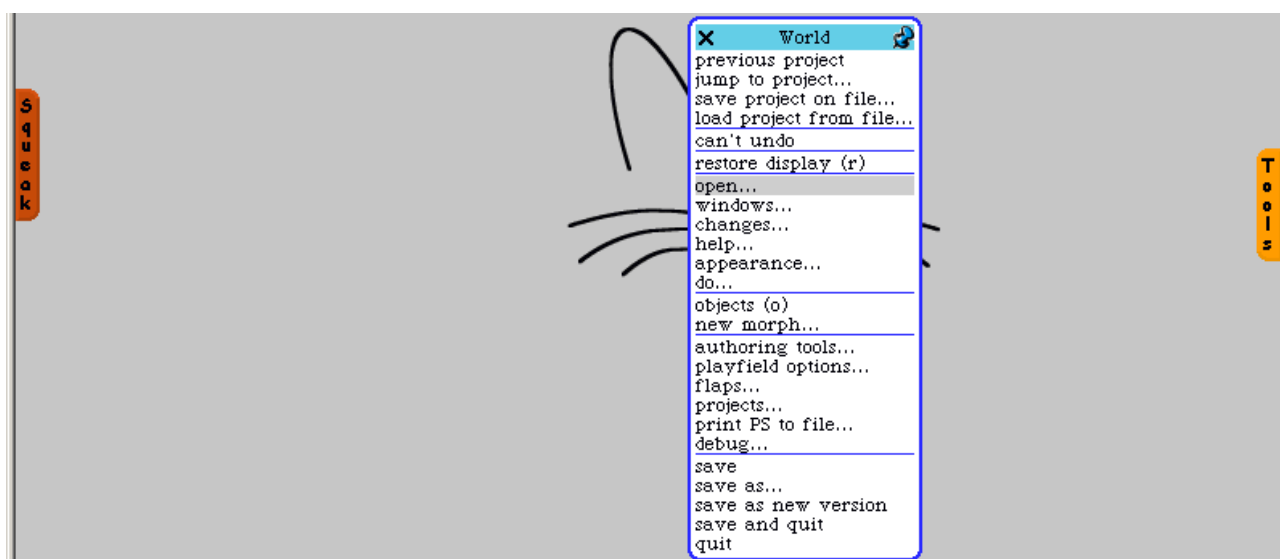 Squeak
World
previous project
jump to project...
save project on file...
load project from file...
can't undo
restore display (r)
open...
windows...
changes...
help...
appearance...
do...
objects (o)
new morph...
authoring tools...
playfield options...
flaps...
projects...
print PS to file...
debug...
save
save as...
save as new version
save and quit
quit
Tools